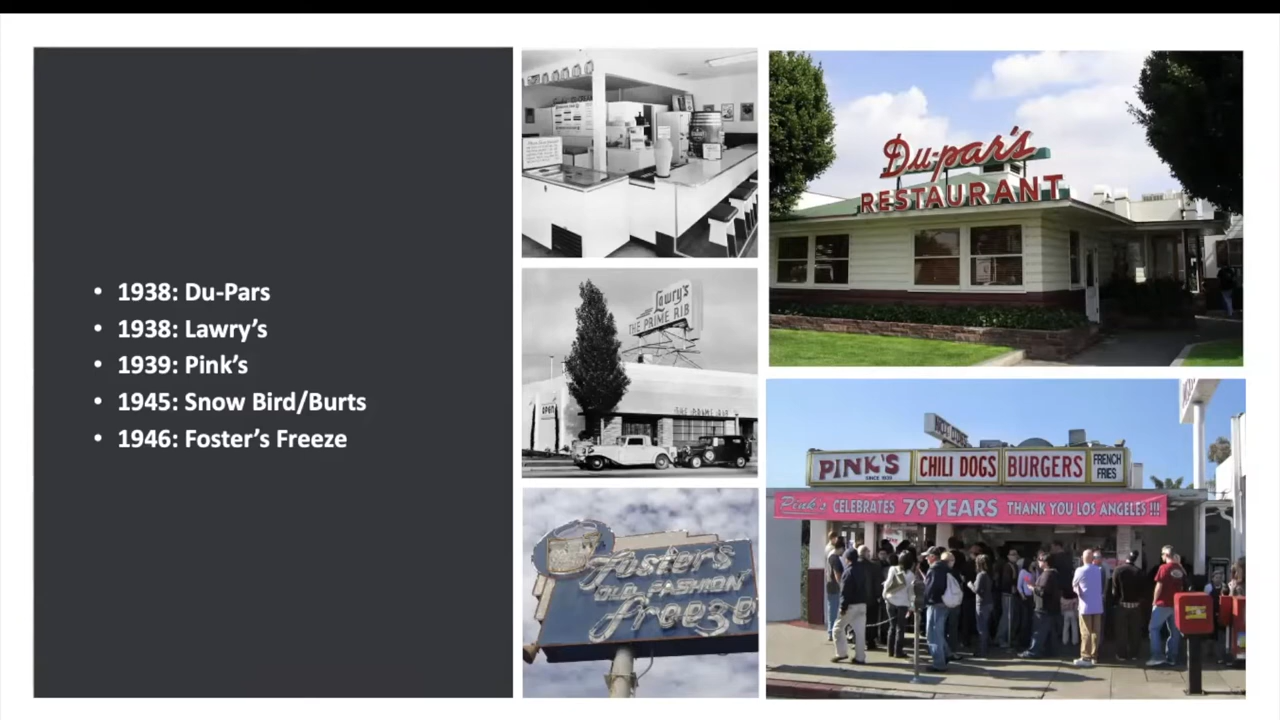 • 1938: Du-Pars
• 1938: Lawry's
• 1939: Pink's
• 1945: Snow Bird/Burts
• 1946: Foster's Freeze
Lawry's
THE PRIME RIB
Foster's
OLD FASHION
freeze
Du-par's
RESTAURANT
PINK'S
CHILI DOGS
BURGERS
FRENCH
FRIES
Pink's CELEBRATES 79 YEARS THANK YOU LOS ANGELES !!!